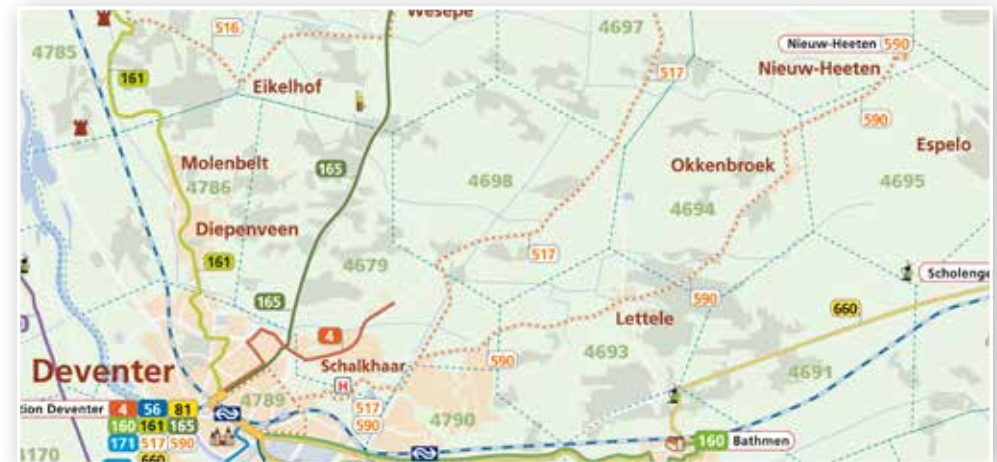 Wesepe
4697
516
4785
Nieuw-Heeten 590
Nieuw-Heeten
161
517
Eikelhof
590
Espelo
Molenbelt
165
Okkenbroek
4786
4698
4695
4694
Diepenveen
517
161
4679
Scholeng
165
590
660
4
Lettele
Schalkhaar
590
4693
4691
Deventer
H
4789
517
590
4790
tion Deventer 4 56 81
160 161 165
171 517 590
660
4170
160 Bathmen